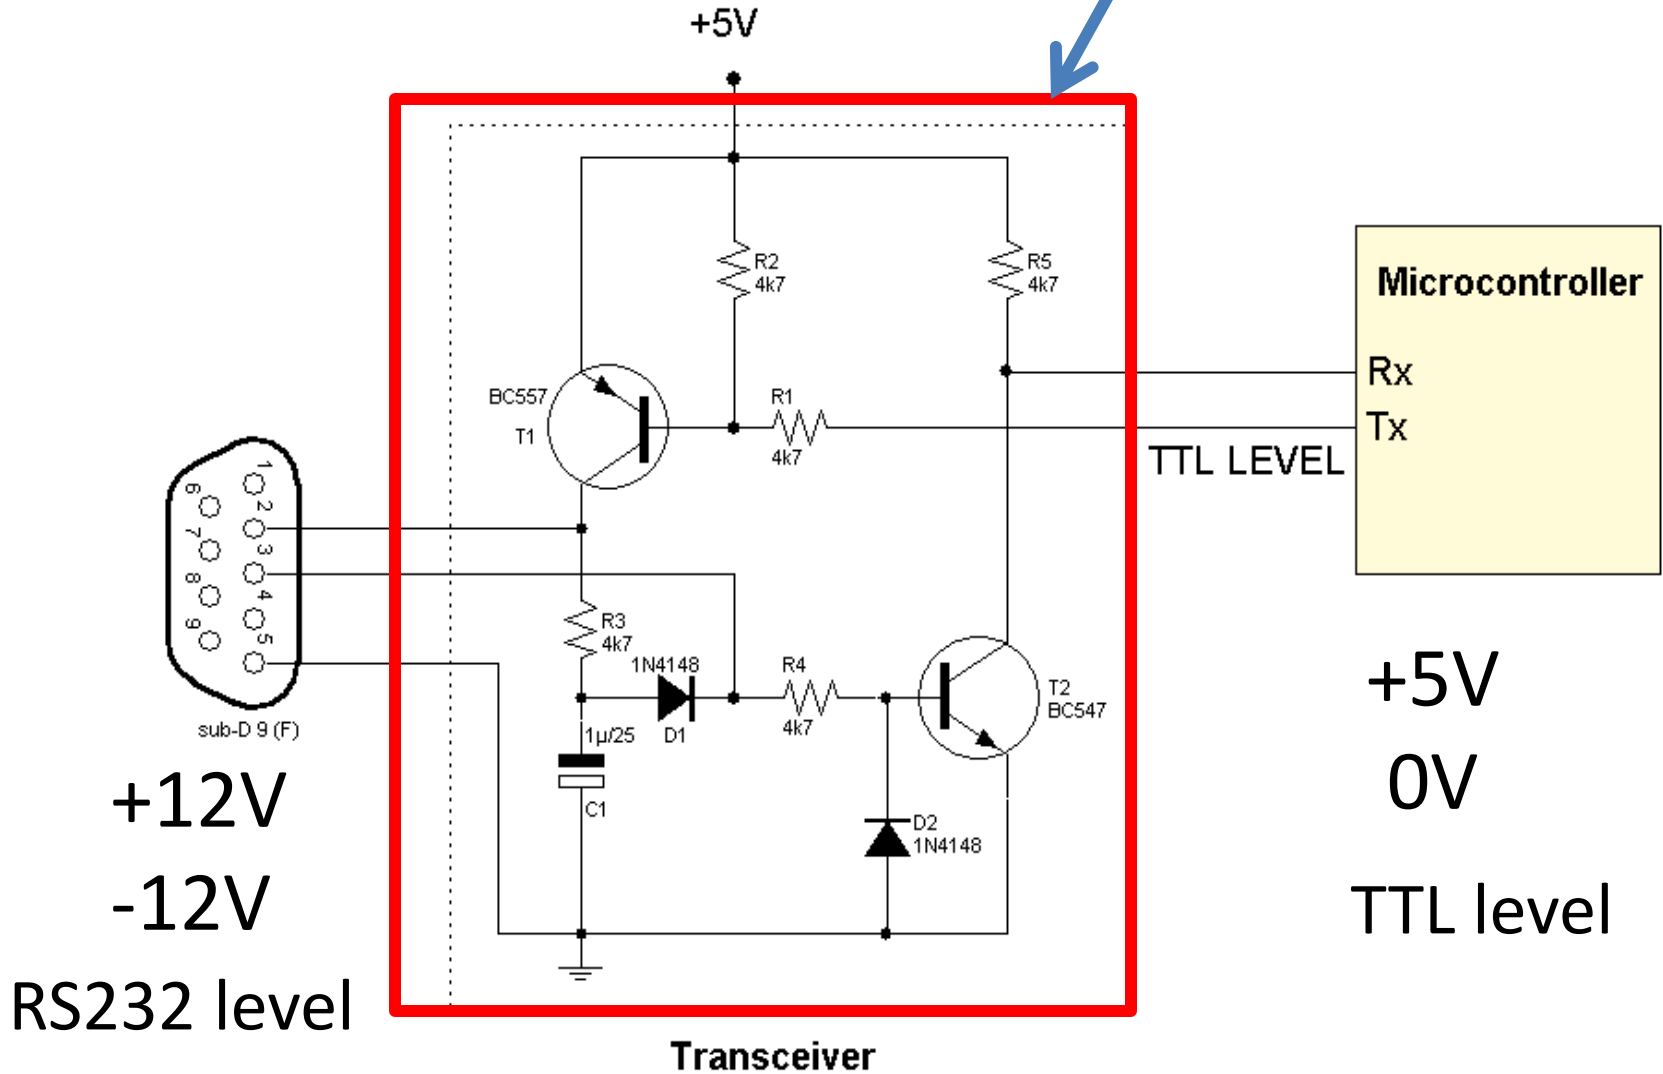 +5V
R2
4k7
R5
4k7
Microcontroller
Rx
BC557
T1
R1
4k7
Tx
TTL LEVEL
1
2
3
4
5
6
7
8
9
sub-D 9 (F)
R3
4k7
1N4148
D1
R4
4k7
T2
BC547
1µ/25
C1
D2
1N4148
+12V
-12V
RS232 level
+5V
0V
TTL level
Transceiver